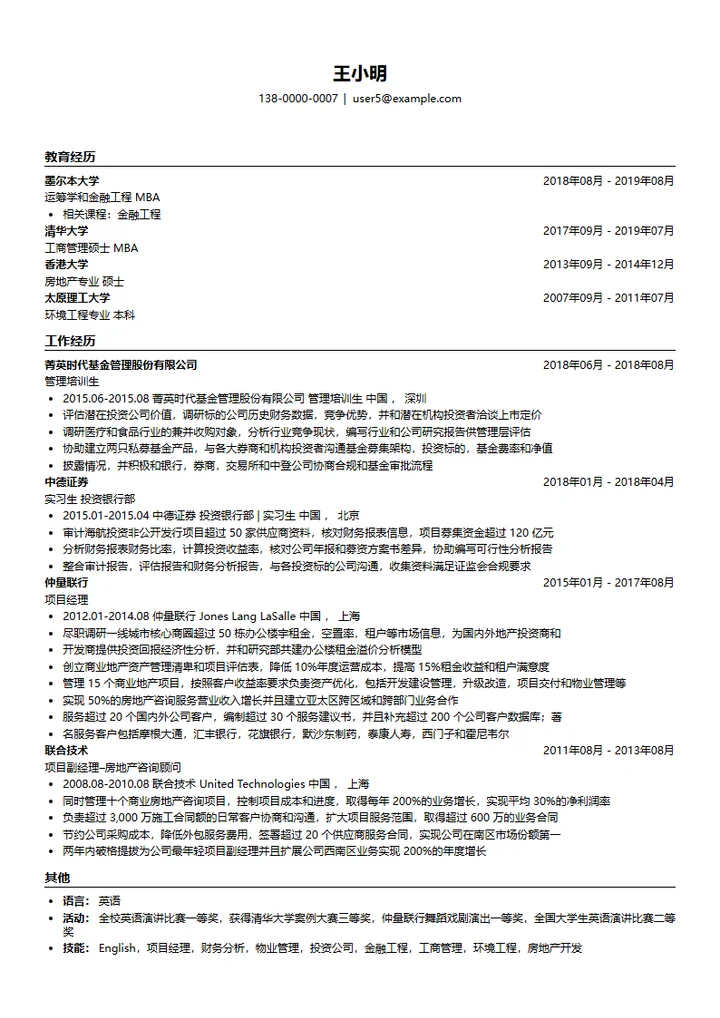 王小明
138-0000-0007 | user5@example.com
教育经历
墨尔本大学 2018年08月 - 2019年08月
运筹学和金融工程 MBA
• 相关课程：金融工程
清华大学 2017年09月 - 2019年07月
工商管理硕士 MBA
香港大学 2013年09月 - 2014年12月
房地产专业 硕士
太原理工大学 2007年09月 - 2011年07月
环境工程专业 本科
工作经历
菁英时代基金管理股份有限公司 2018年06月 - 2018年08月
管理培训生
• 2015.06-2015.08 菁英时代基金管理股份有限公司 管理培训生 中国 ， 深圳
• 评估潜在投资公司价值，调研标的公司历史财务数据，竞争优势，并和潜在机构投资者洽谈上市定价
• 调研医疗和食品行业的兼并收购对象，分析行业竞争现状，编写行业和公司研究报告供管理层评估
• 协助建立两只私募基金产品，与各大券商和机构投资者沟通基金募集架构，投资标的，基金费率和净值
• 披露情况，并积极和银行，券商，交易所和中登公司协商合规和基金审批流程
中德证券 2018年01月 - 2018年04月
实习生 投资银行部
• 2015.01-2015.04 中德证券 投资银行部 | 实习生 中国 ， 北京
• 审计海航投资非公开发行项目超过 50 家供应商资料，核对财务报表信息，项目募集资金超过 120 亿元
• 分析财务报表财务比率，计算投资收益率，核对公司年报和募资方案书差异，协助编写可行性分析报告
• 整合审计报告，评估报告和财务分析报告，与各投资标的公司沟通，收集资料满足证监会合规要求
仲量联行 2015年01月 - 2017年08月
项目经理
• 2012.01-2014.08 仲量联行 Jones Lang LaSalle 中国 ， 上海
• 尽职调研一线城市核心商圈超过 50 栋办公楼宇租金，空置率，租户等市场信息，为国内外地产投资商和
• 开发商提供投资回报经济性分析，并和研究部共建办公楼租金溢价分析模型
• 创立商业地产资产管理清单和项目评估表，降低 10%年度运营成本，提高 15%租金收益和租户满意度
• 管理 15 个商业地产项目，按照客户收益率要求负责资产优化，包括开发建设管理，升级改造，项目交付和物业管理等
• 实现 50%的房地产咨询服务营业收入增长并且建立亚太区跨区域和跨部门业务合作
• 服务超过 20 个国内外公司客户，编制超过 30 个服务建议书，并且补充超过 200 个公司客户数据库；著
• 名服务客户包括摩根大通，汇丰银行，花旗银行，默沙东制药，泰康人寿，西门子和霍尼韦尔
联合技术 2011年08月 - 2013年08月
项目副经理–房地产咨询顾问
• 2008.08-2010.08 联合技术 United Technologies 中国 ， 上海
• 同时管理十个商业房地产咨询项目，控制项目成本和进度，取得每年 200%的业务增长，实现平均 30%的净利润率
• 负责超过 3,000 万施工合同额的日常客户协商和沟通，扩大项目服务范围，取得超过 600 万的业务合同
• 节约公司采购成本，降低外包服务费用，签署超过 20 个供应商服务合同，实现公司在南区市场份额第一
• 两年内破格提拔为公司最年轻项目副经理并且扩展公司西南区业务实现 200%的年度增长
其他
• 语言： 英语
• 活动： 全校英语演讲比赛一等奖，获得清华大学案例大赛三等奖，仲量联行舞蹈戏剧演出一等奖，全国大学生英语演讲比赛二等
奖
• 技能： English，项目经理，财务分析，物业管理，投资公司，金融工程，工商管理，环境工程，房地产开发